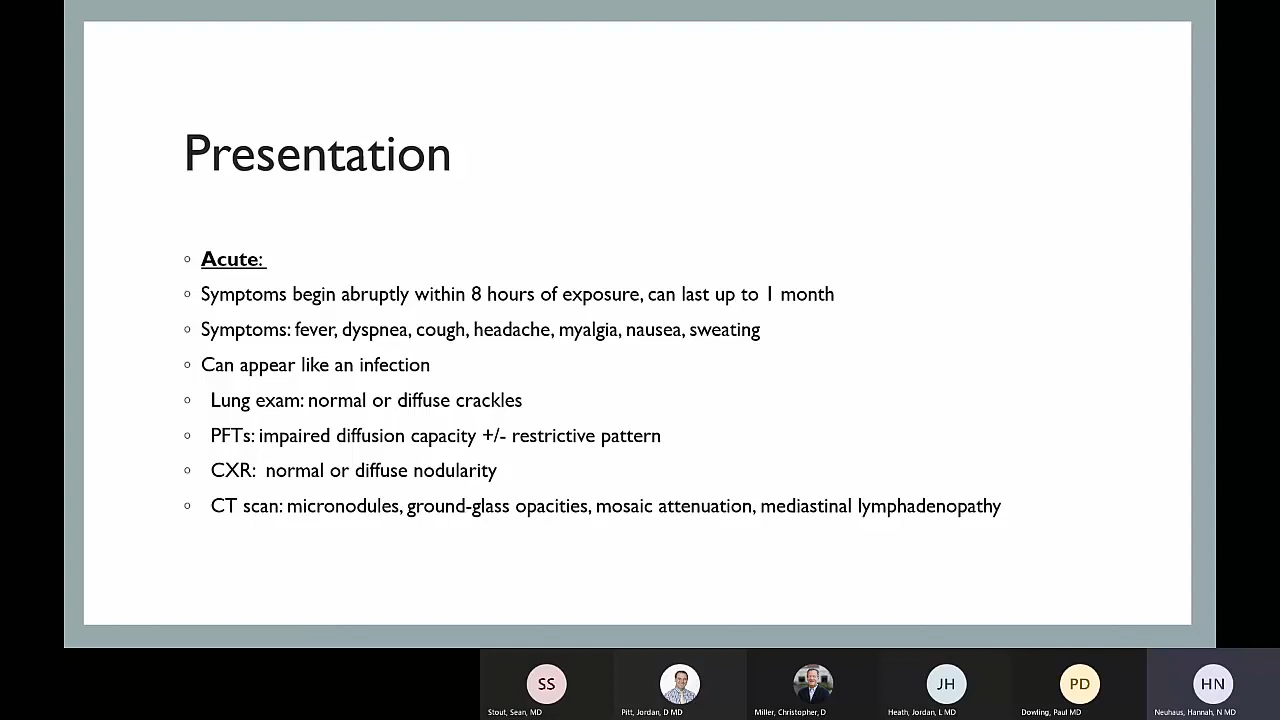 Presentation
Acute:
Symptoms begin abruptly within 8 hours of exposure, can last up to 1 month
Symptoms: fever, dyspnea, cough, headache, myalgia, nausea, sweating
Can appear like an infection
Lung exam: normal or diffuse crackles
PFTs: impaired diffusion capacity +/- restrictive pattern
CXR: normal or diffuse nodularity
CT scan: micronodules, ground-glass opacities, mosaic attenuation, mediastinal lymphadenopathy
SS
JH
PD
HN
Stout, Sean, MD
Pitt, Jordan, D MD
Miller, Christopher, D
Heath, Jordan, L MD
Dowling, Paul MD
Neuhaus, Hannah, N MD